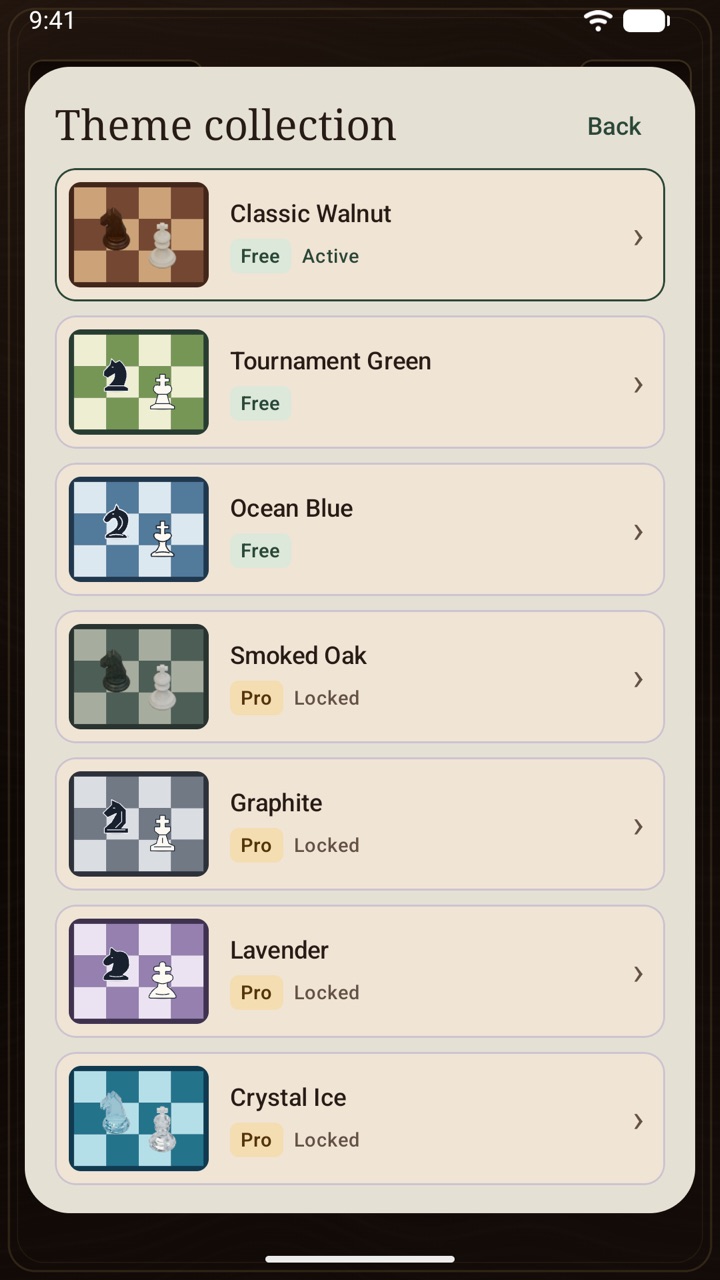 9:41
Theme collection Back
Classic Walnut
Free Active
Tournament Green
Free
Ocean Blue
Free
Smoked Oak
Pro Locked
Graphite
Pro Locked
Lavender
Pro Locked
Crystal Ice
Pro Locked